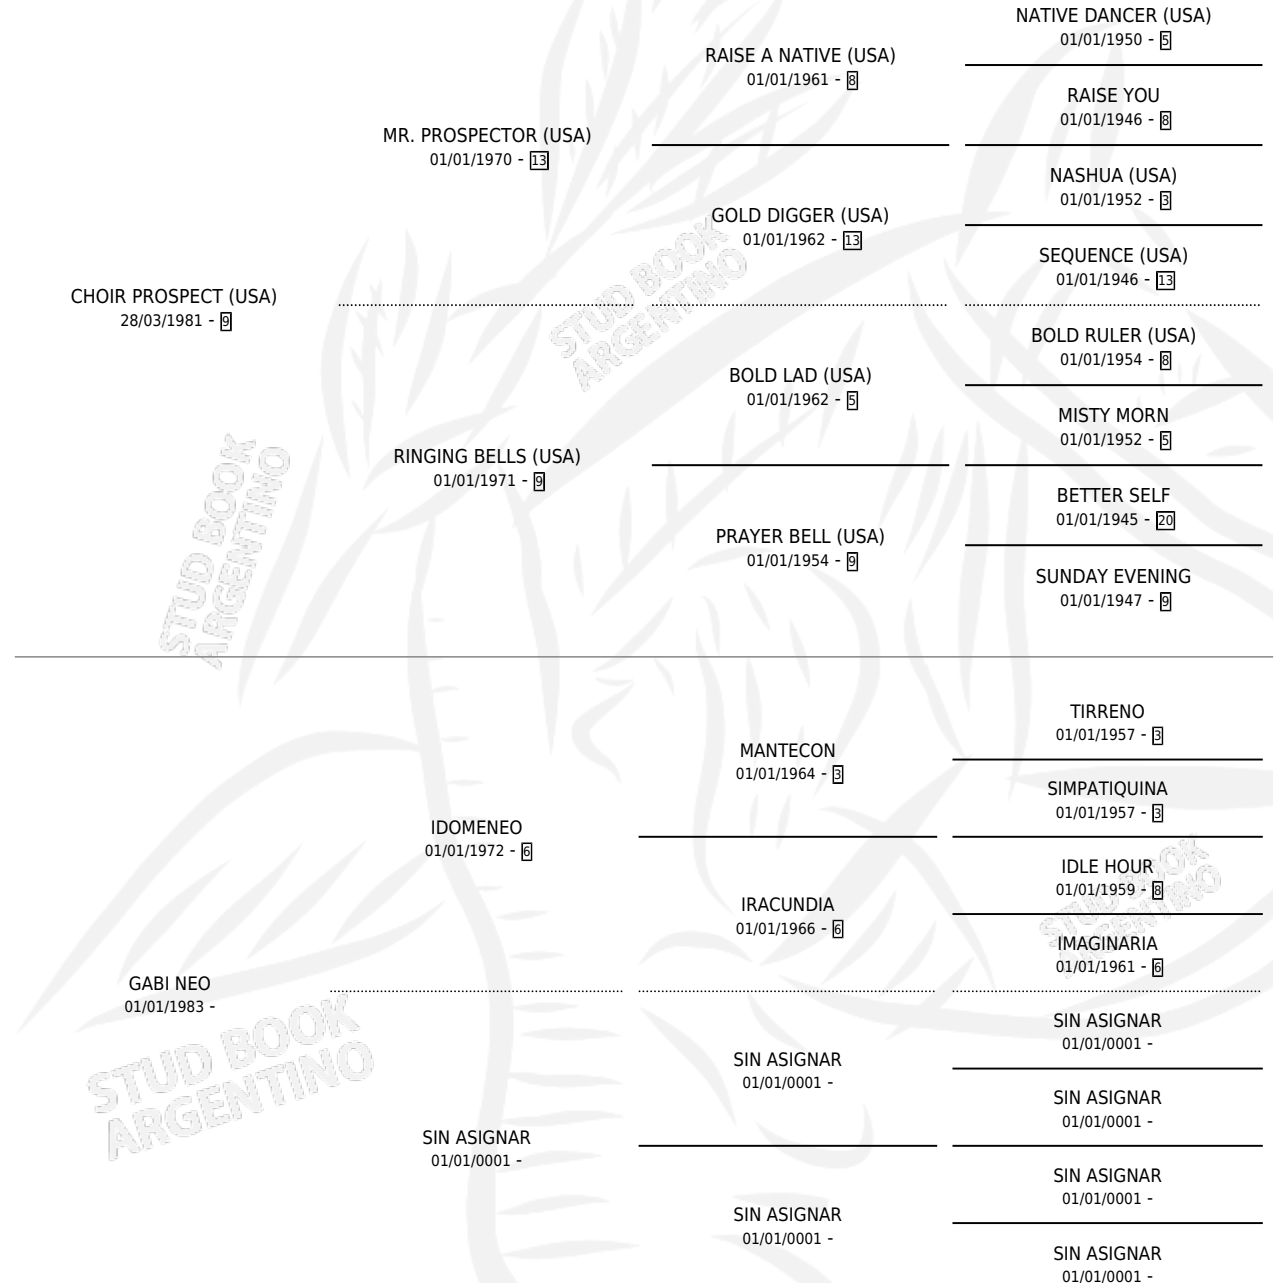 NATIVE DANCER (USA)
01/01/1950 - 5
RAISE A NATIVE (USA)
01/01/1961 - 8
RAISE YOU
01/01/1946 - 8
MR. PROSPECTOR (USA)
01/01/1970 - 13
NASHUA (USA)
01/01/1952 - 3
GOLD DIGGER (USA)
01/01/1962 - 13
SEQUENCE (USA)
01/01/1946 - 13
CHOIR PROSPECT (USA)
28/03/1981 - 9
STUD BOOK
ARGENTINO
BOLD RULER (USA)
01/01/1954 - 8
BOLD LAD (USA)
01/01/1962 - 5
MISTY MORN
01/01/1952 - 5
RINGING BELLS (USA)
01/01/1971 - 9
BETTER SELF
01/01/1945 - 20
PRAYER BELL (USA)
01/01/1954 - 9
SUNDAY EVENING
01/01/1947 - 9
STUD BOOK
ARGENTINO
TIRRENO
01/01/1957 - 3
MANTECON
01/01/1964 - 3
SIMPATIQUINA
01/01/1957 - 3
IDOMENEO
01/01/1972 - 6
IDLE HOUR
01/01/1959 - 8
IRACUNDIA
01/01/1966 - 6
IMAGINARIA
01/01/1961 - 6
STUD BOOK
ARGENTINO
GABI NEO
01/01/1983 -
SIN ASIGNAR
01/01/0001 -
SIN ASIGNAR
01/01/0001 -
SIN ASIGNAR
01/01/0001 -
STUD BOOK
ARGENTINO
SIN ASIGNAR
01/01/0001 -
SIN ASIGNAR
01/01/0001 -
SIN ASIGNAR
01/01/0001 -
SIN ASIGNAR
01/01/0001 -